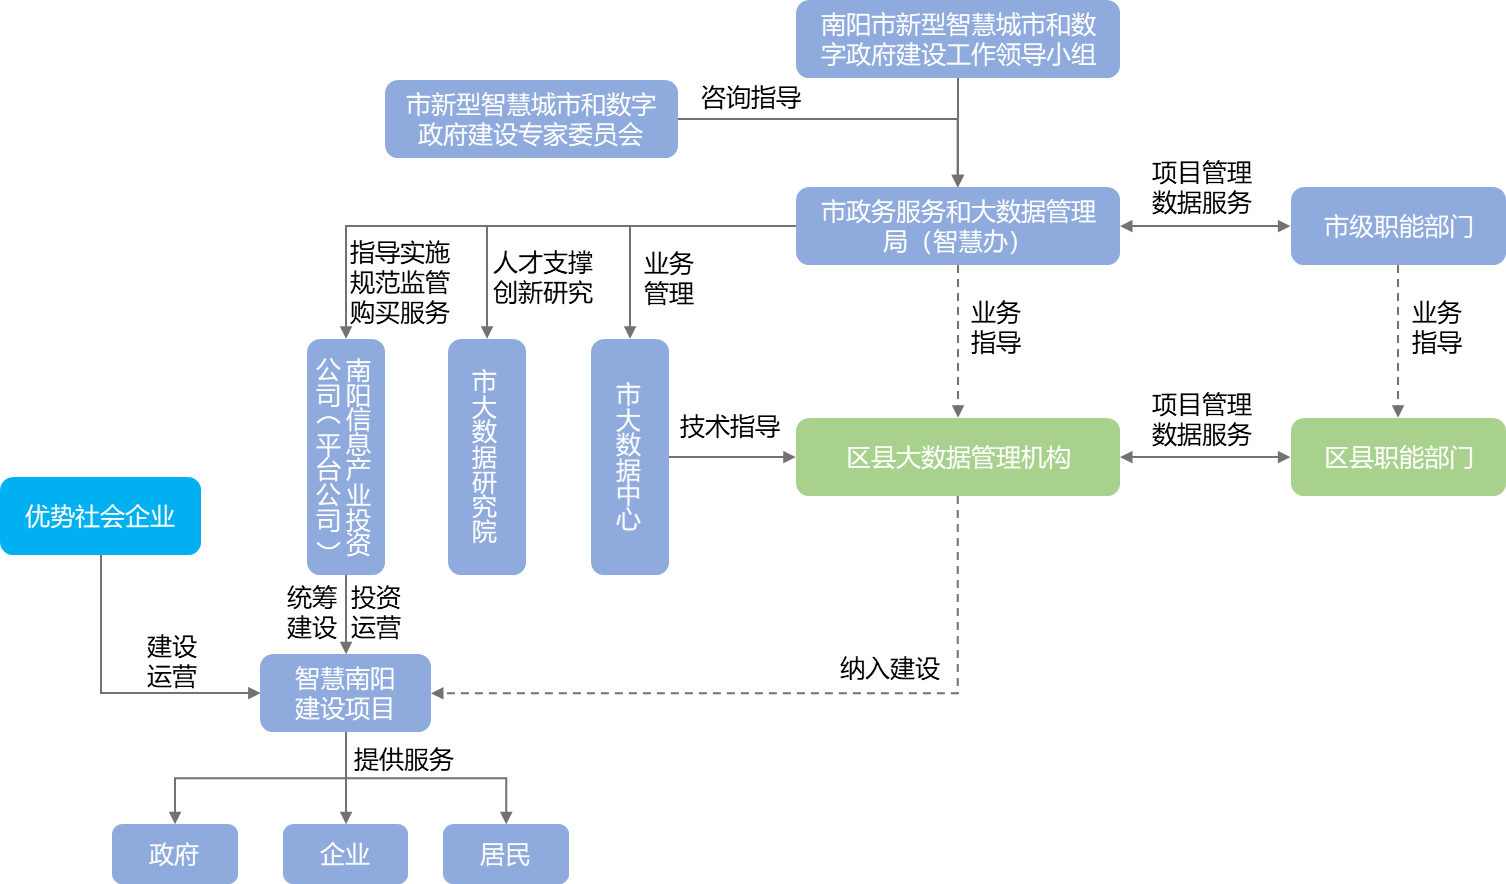 南阳市新型智慧城市和数
字政府建设工作领导小组
市新型智慧城市和数字
政府建设专家委员会
咨询指导
市政务服务和大数据管理
局（智慧办）
项目管理
数据服务
市级职能部门
指导实施
规范监管
购买服务
人才支撑
创新研究
业务
管理
业务
指导
业务
指导
南阳信息产业投资
公司（平台公司）
市大数据研究院
市大数据中心
技术指导
区县大数据管理机构
项目管理
数据服务
区县职能部门
优势社会企业
统筹
建设
投资
运营
建设
运营
智慧南阳
建设项目
纳入建设
提供服务
政府
企业
居民